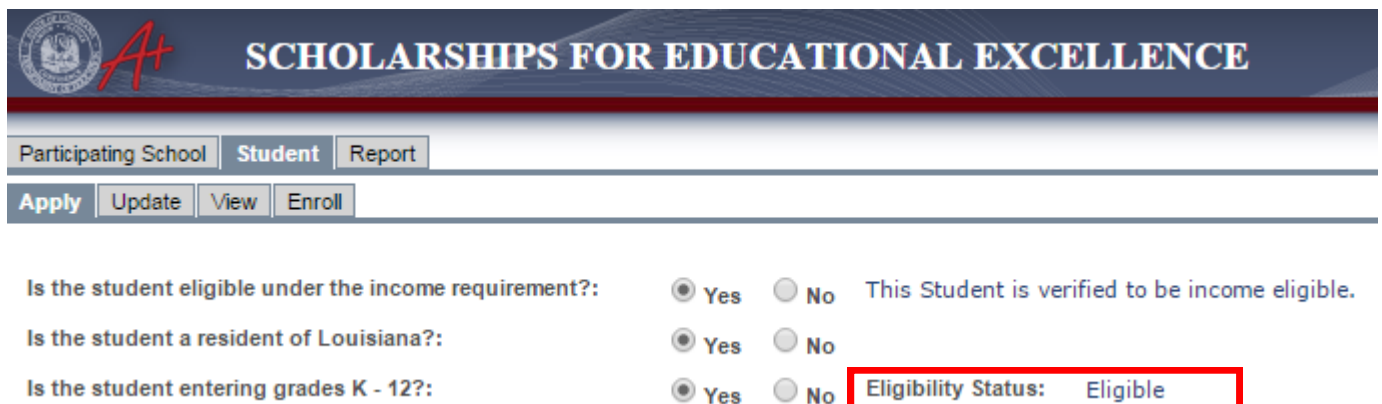 A+
SCHOLARSHIPS FOR EDUCATIONAL EXCELLENCE
Participating School Student Report
Apply Update View Enroll
Is the student eligible under the income requirement?: Yes No This Student is verified to be income eligible.
Is the student a resident of Louisiana?: Yes No
Is the student entering grades K - 12?: Yes No Eligibility Status: Eligible